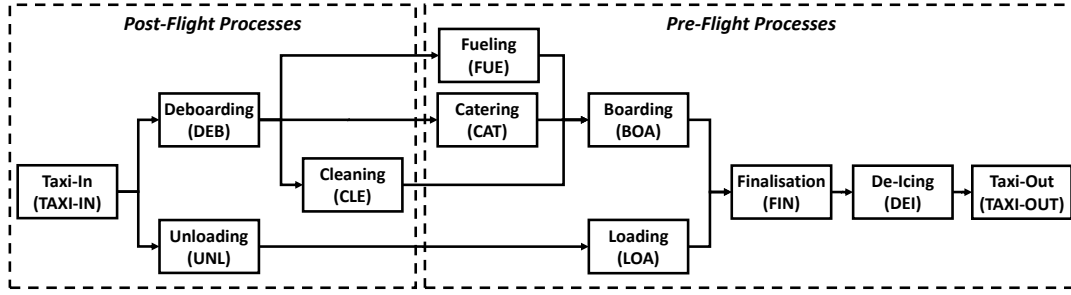 Post-Flight Processes
Pre-Flight Processes
Fueling
(FUE)
Deboarding
(DEB)
Catering
(CAT)
Boarding
(BOA)
Taxi-In
(TAXI-IN)
Cleaning
(CLE)
Finalisation
(FIN)
De-Icing
(DEI)
Taxi-Out
(TAXI-OUT)
Unloading
(UNL)
Loading
(LOA)